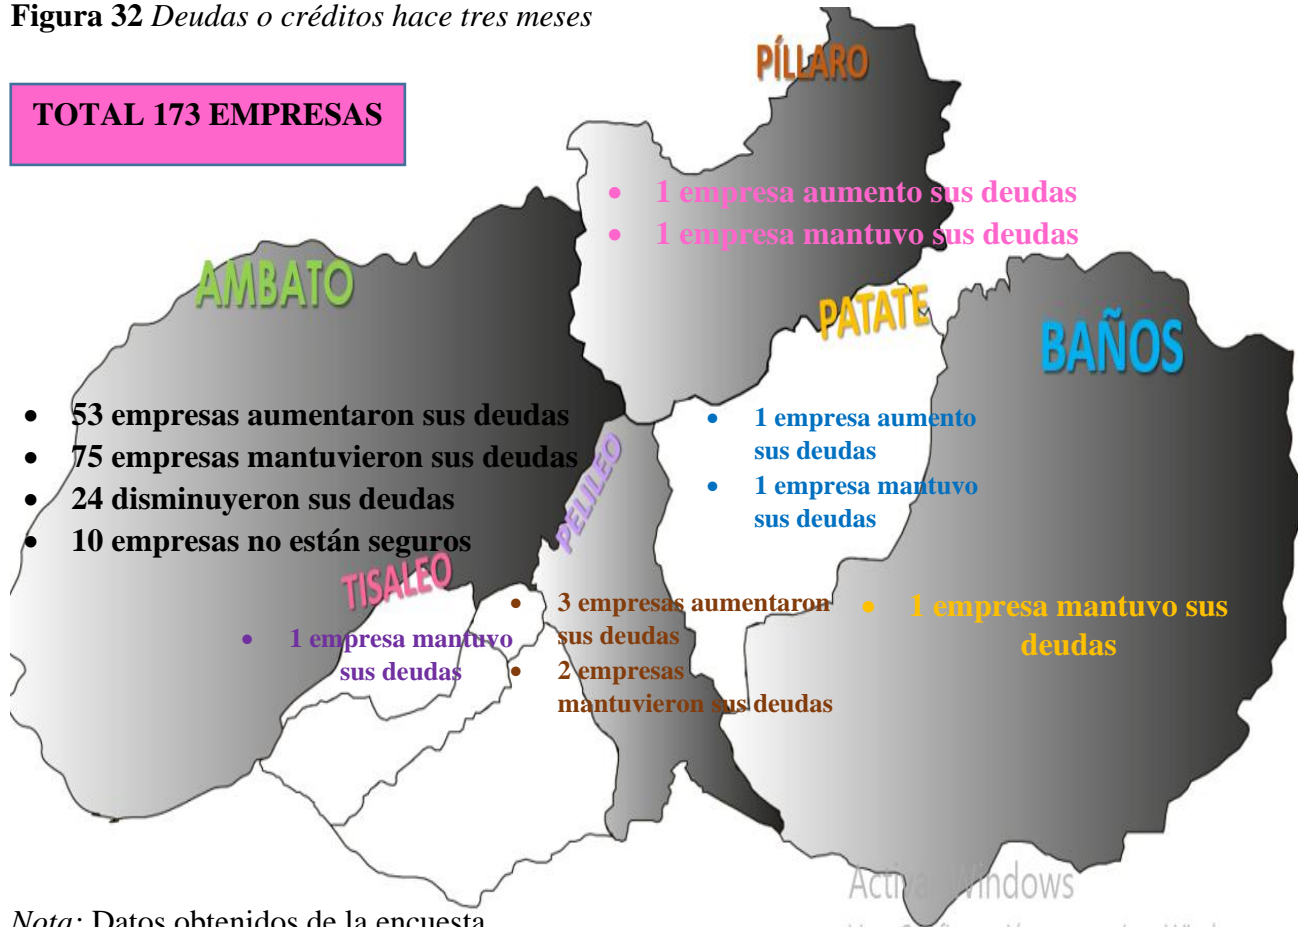 Figura 32 Deudas o créditos hace tres meses
TOTAL 173 EMPRESAS
PÍLLARO
• 1 empresa aumento sus deudas
• 1 empresa mantuvo sus deudas
AMBATO
• 53 empresas aumentaron sus deudas
• 75 empresas mantuvieron sus deudas
• 24 disminuyeron sus deudas
• 10 empresas no están seguros
PATATE
• 1 empresa aumento
sus deudas
• 1 empresa mantuvo
sus deudas
BAÑOS
• 1 empresa mantuvo sus
deudas
PELILEO
• 3 empresas aumentaron
sus deudas
• 2 empresas
mantuvieron sus deudas
TISALEO
• 1 empresa mantuvo
sus deudas
Activar Windows
Nota: Datos obtenidos de la encuesta